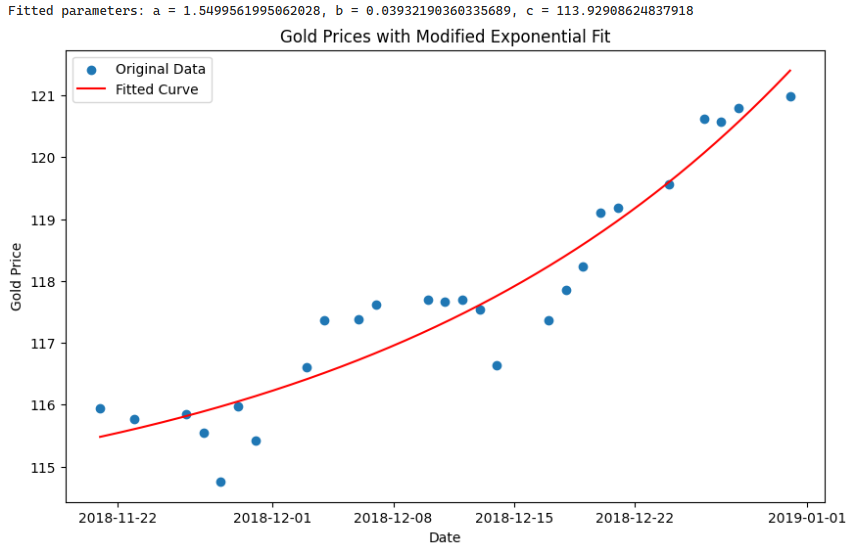 Fitted parameters: a = 1.5499561995062028, b = 0.03932190360335689, c = 113.92908624837918
Gold Prices with Modified Exponential Fit
Original Data
Fitted Curve
121
120
119
118
117
116
115
Gold Price
2018-11-22
2018-12-01
2018-12-08
2018-12-15
2018-12-22
2019-01-01
Date